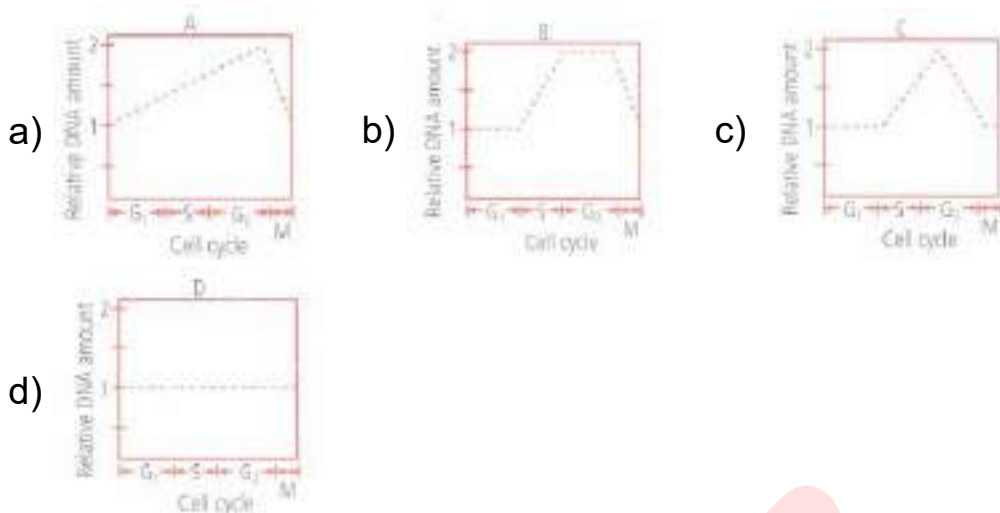 A
B
C
a)
b)
c)
Relative DNA amount
2
1
G₁ S G₂ M
Cell cycle
Relative DNA amount
2
1
G₁ S G₂ M
Cell cycle
Relative DNA amount
2
1
G₁ S G₂ M
Cell cycle
D
d)
Relative DNA amount
2
1
G₁ S G₂ M
Cell cycle